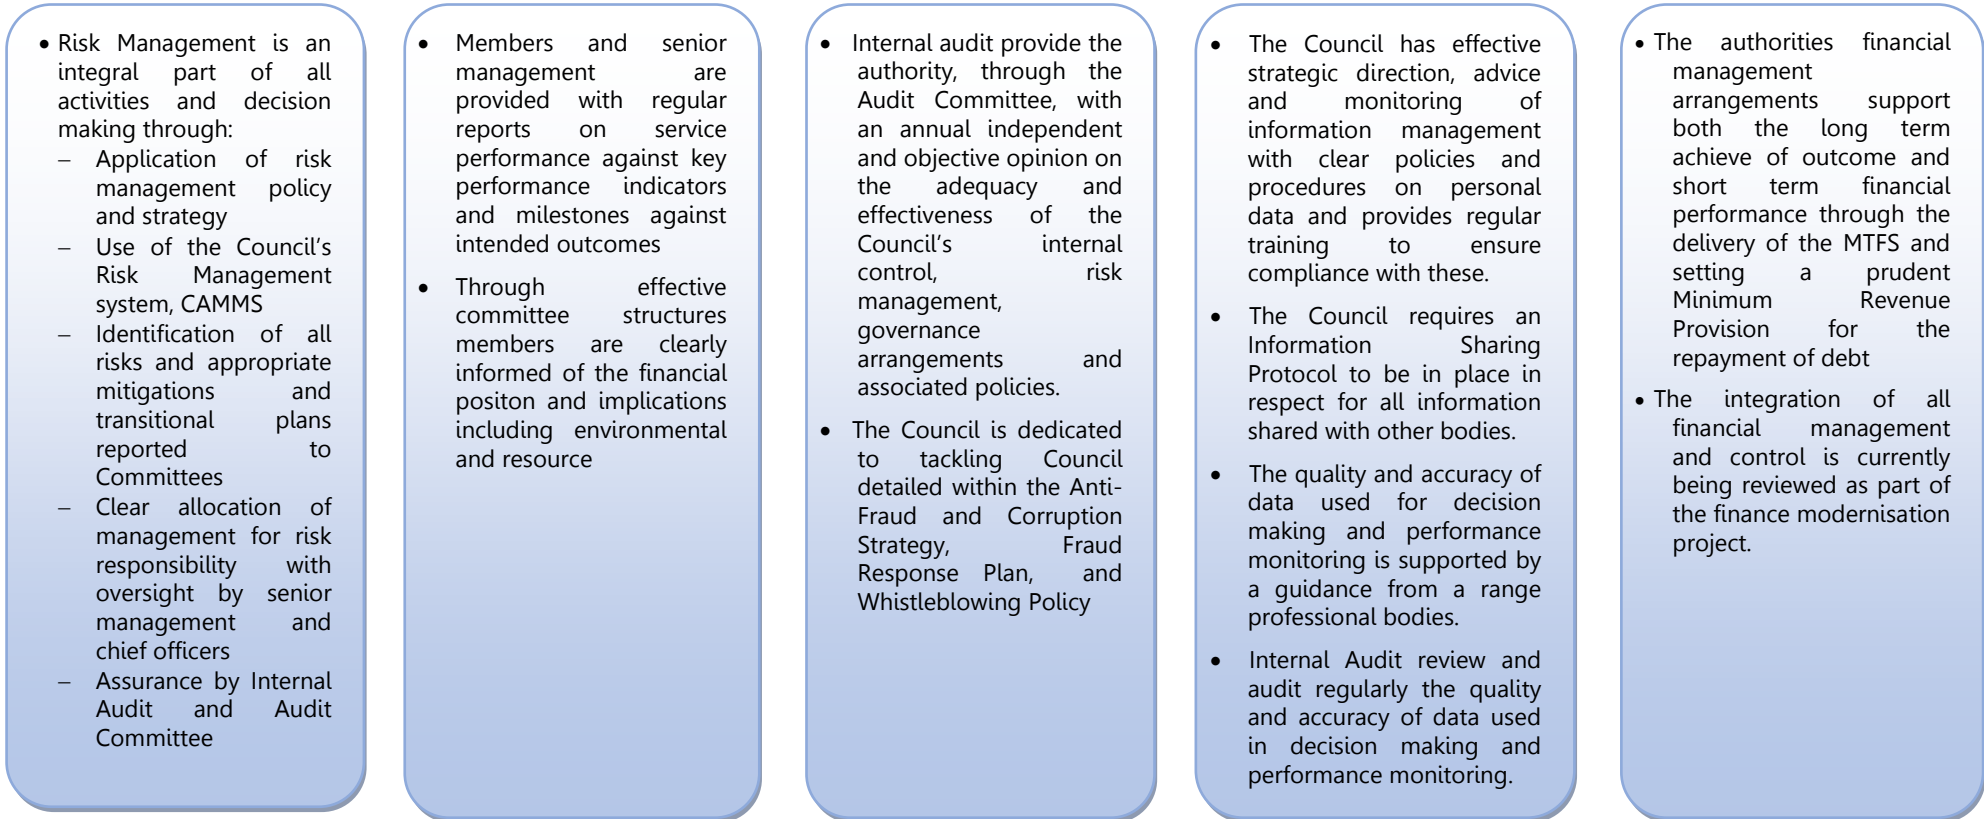 • Risk Management is an
integral part of all
activities and decision
making through:
– Application of risk
management policy
and strategy
– Use of the Council's
Risk Management
system, CAMMS
– Identification of all
risks and appropriate
mitigations and
transitional plans
reported to
Committees
– Clear allocation of
management for risk
responsibility with
oversight by senior
management and
chief officers
– Assurance by Internal
Audit and Audit
Committee
• Members and senior
management are
provided with regular
reports on service
performance against key
performance indicators
and milestones against
intended outcomes
• Through effective
committee structures
members are clearly
informed of the financial
positon and implications
including environmental
and resource
• Internal audit provide the
authority, through the
Audit Committee, with
an annual independent
and objective opinion on
the adequacy and
effectiveness of the
Council's internal
control, risk
management,
governance
arrangements and
associated policies.
• The Council is dedicated
to tackling Council
detailed within the Anti-
Fraud and Corruption
Strategy, Fraud
Response Plan, and
Whistleblowing Policy
• The Council has effective
strategic direction, advice
and monitoring of
information management
with clear policies and
procedures on personal
data and provides regular
training to ensure
compliance with these.
• The Council requires an
Information Sharing
Protocol to be in place in
respect for all information
shared with other bodies.
• The quality and accuracy of
data used for decision
making and performance
monitoring is supported by
a guidance from a range
professional bodies.
• Internal Audit review and
audit regularly the quality
and accuracy of data used
in decision making and
performance monitoring.
• The authorities financial
management
arrangements support
both the long term
achieve of outcome and
short term financial
performance through the
delivery of the MTFS and
setting a prudent
Minimum Revenue
Provision for the
repayment of debt
• The integration of all
financial management
and control is currently
being reviewed as part of
the finance modernisation
project.